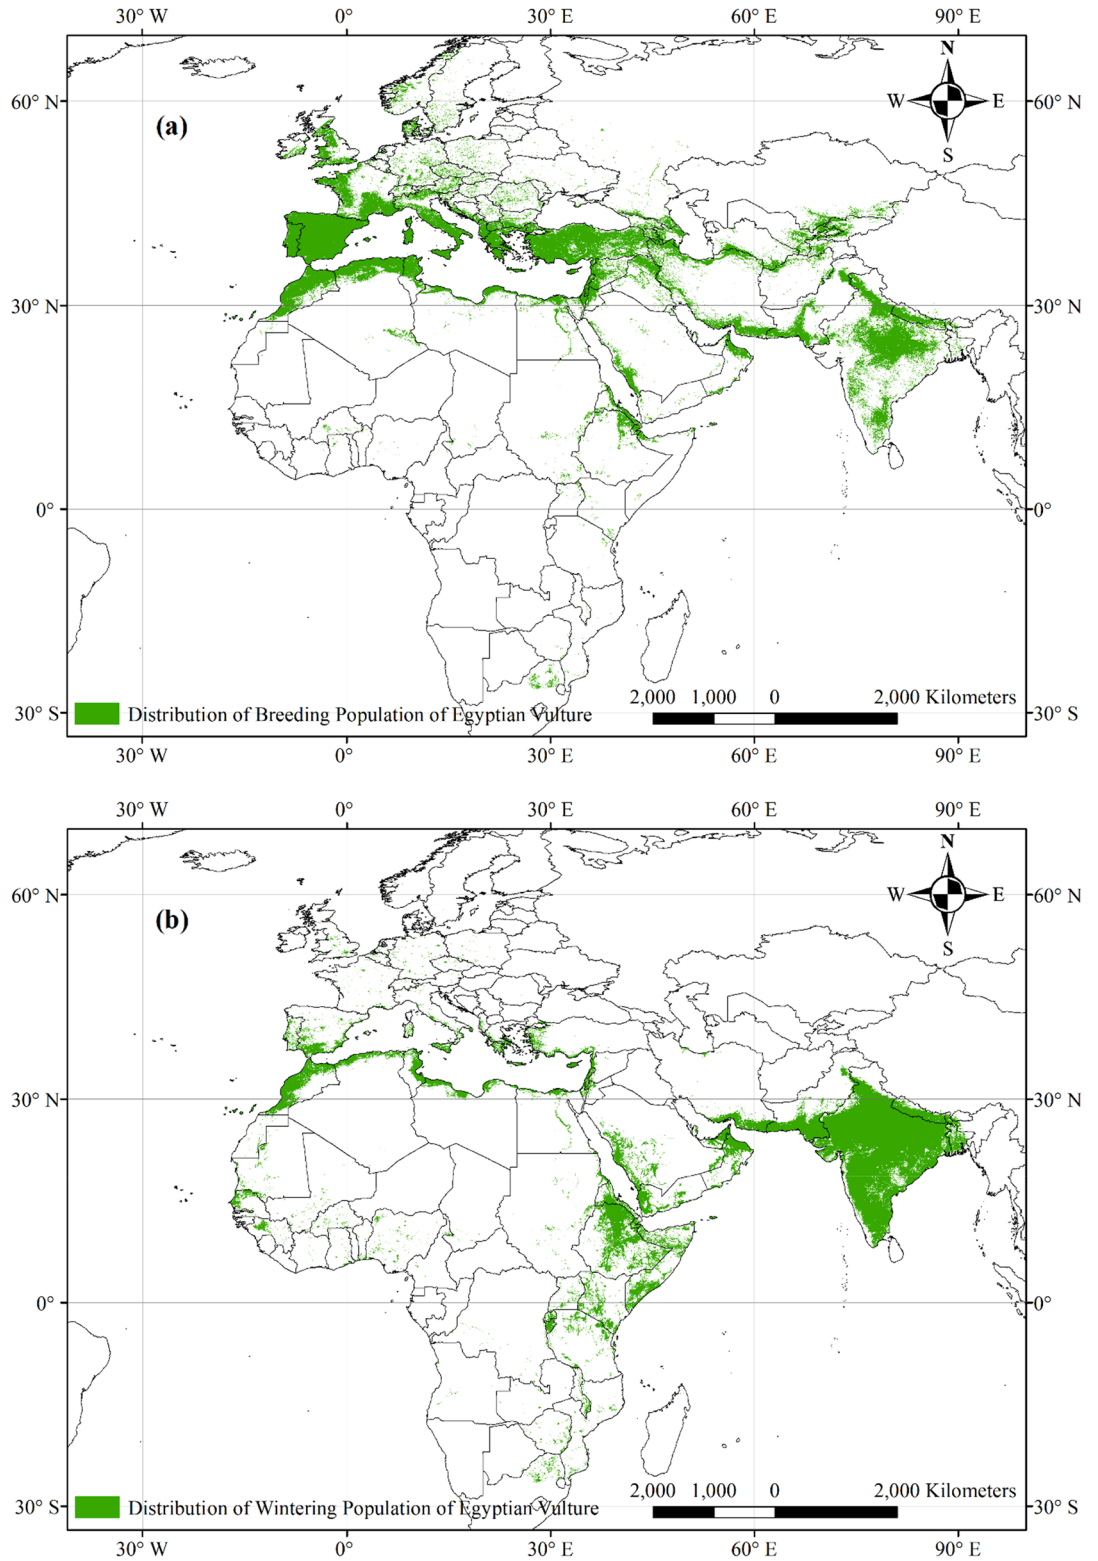 30° W 0° 30° E 60° E 90° E
N
60° N W E 60° N
(a)
S
30° N 30° N
0° 0°
2,000 1,000 0 2,000 Kilometers
Distribution of Breeding Population of Egyptian Vulture
30° S 30° S
30° W 0° 30° E 60° E 90° E
30° W 0° 30° E 60° E 90° E
N
60° N W E 60° N
(b)
S
30° N 30° N
0° 0°
2,000 1,000 0 2,000 Kilometers
Distribution of Wintering Population of Egyptian Vulture
30° S 30° S
30° W 0° 30° E 60° E 90° E